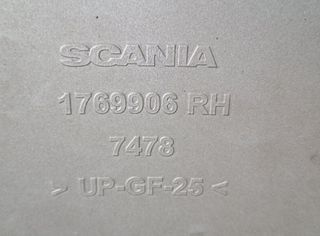 SCANIA
1769906 RH
7478
> UP-GF-25 <